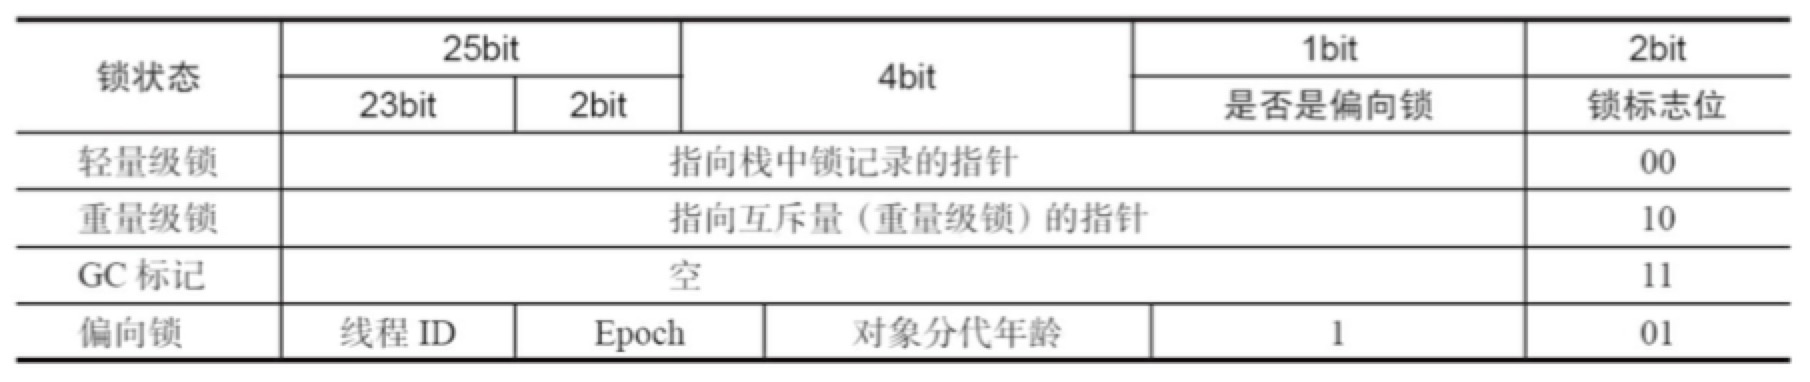 锁状态 25bit 4bit 1bit 2bit
23bit 2bit 是否是偏向锁 锁标志位
轻量级锁 指向栈中锁记录的指针 00
重量级锁 指向互斥量（重量级锁）的指针 10
GC 标记 空 11
偏向锁 线程 ID Epoch 对象分代年龄 1 01